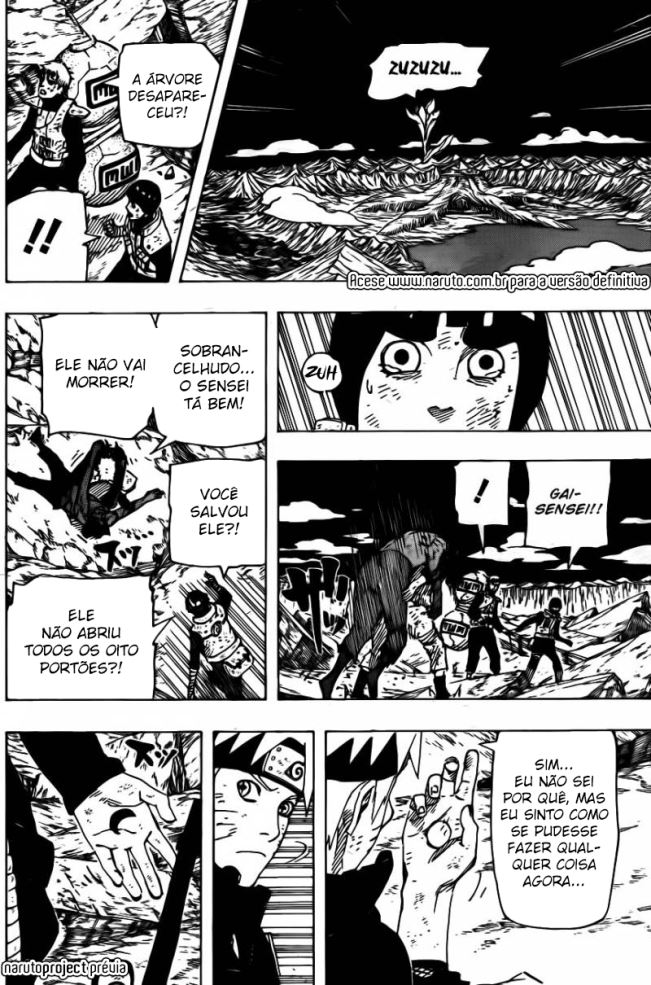 ZUZUZU...
A ÁRVORE
DESAPARE-
CEU?!
!!
Acese www.naruto.com.br para a versão definitiva
SOBRAN-
CELHUDO...
O SENSEI
TÁ BEM!
ELE NÃO VAI
MORRER!
ZUH
VOCÊ
SALVOU
ELE?!
ELE
NÃO ABRIU
TODOS OS OITO
PORTÕES?!
!
GAI-
SENSEI!!
SIM...
EU NÃO SEI
POR QUÊ, MAS
EU SINTO COMO
SE PUDESSE
FAZER QUAL-
QUER COISA
AGORA...
narutoproject prévia